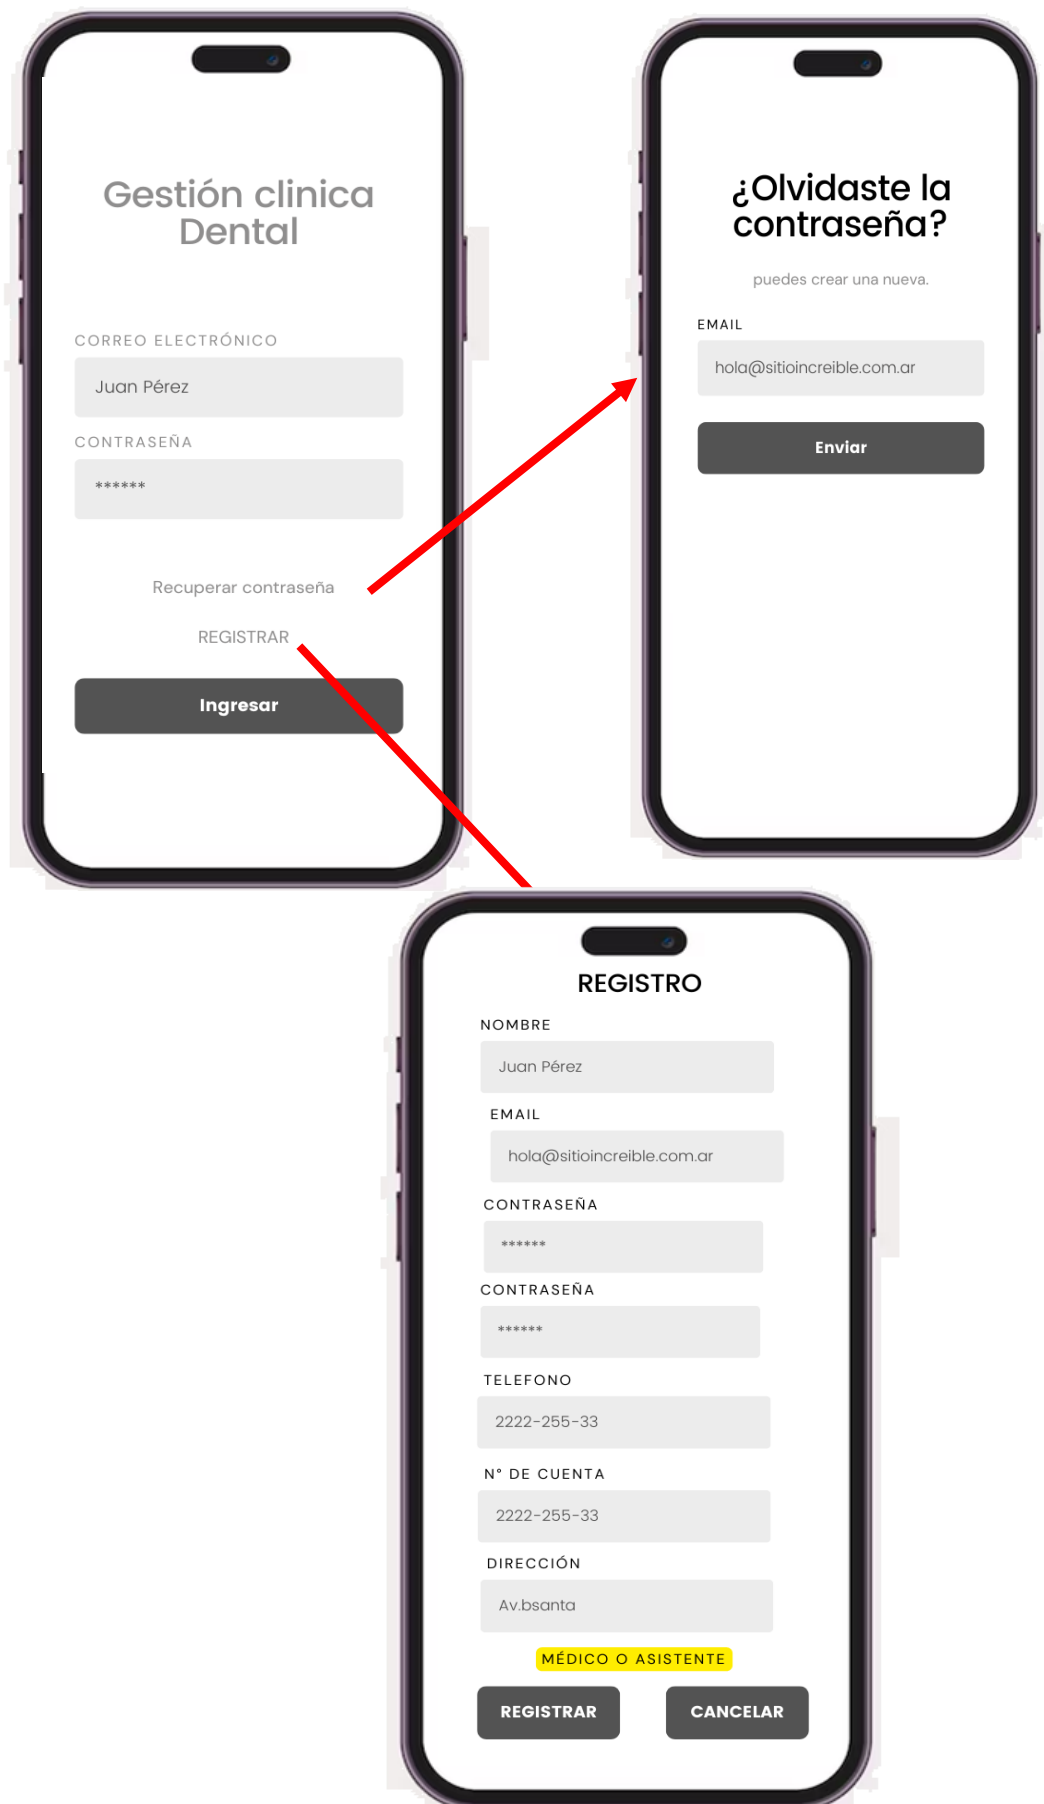 Gestión clinica
Dental
CORREO ELECTRÓNICO
Juan Pérez
CONTRASEÑA
******
Recuperar contraseña
REGISTRAR
Ingresar
¿Olvidaste la
contraseña?
puedes crear una nueva.
EMAIL
hola@sitioincreible.com.ar
Enviar
REGISTRO
NOMBRE
Juan Pérez
EMAIL
hola@sitioincreible.com.ar
CONTRASEÑA
******
CONTRASEÑA
******
TELEFONO
2222-255-33
N° DE CUENTA
2222-255-33
DIRECCIÓN
Av.bsanta
MÉDICO O ASISTENTE
REGISTRAR CANCELAR